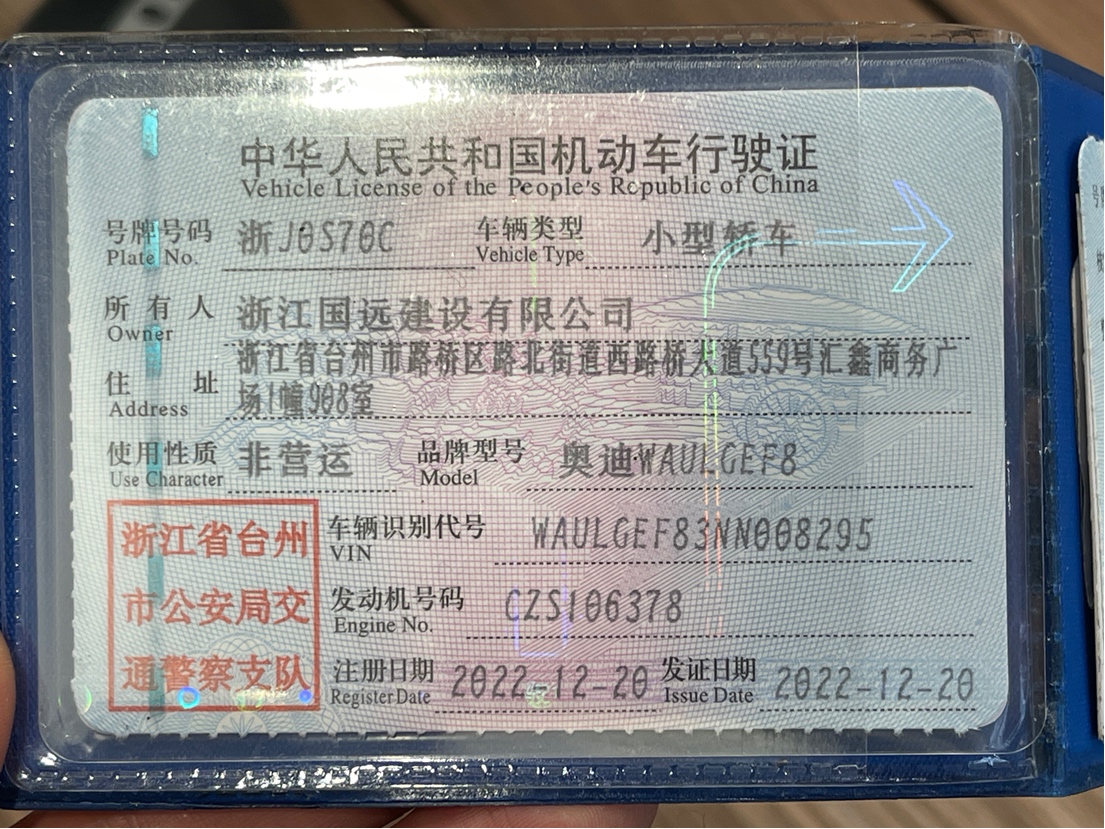 中华人民共和国机动车行驶证
Vehicle License of the People's Republic of China
号牌号码 浙J0S70C 车辆类型 小型轿车
Plate No. Vehicle Type
所有人 浙江国远建设有限公司
Owner
住址 浙江省台州市路桥区路北街道西路桥大道559号汇鑫商务广
Address 场1幢908室
使用性质 非营运 品牌型号 奥迪WAULGEF8
Use Character Model
浙江省台州
市公安局交
通警察支队
车辆识别代号 WAULGEF83NN008295
VIN
发动机号码 CZS106378
Engine No.
注册日期 2022-12-20 发证日期 2022-12-20
Register Date Issue Date